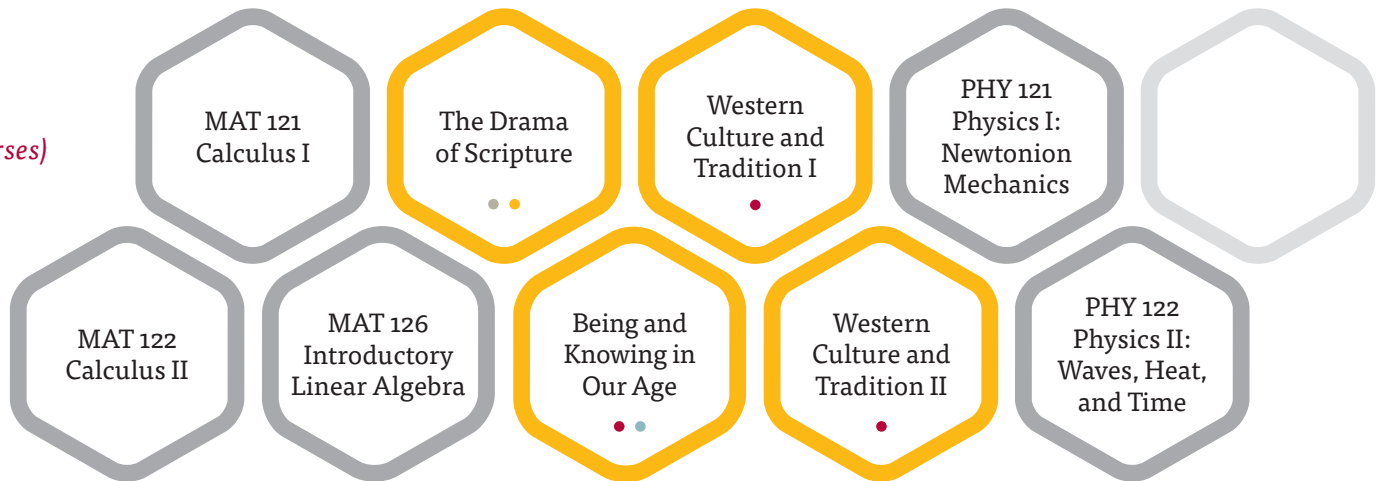 rses)
MAT 121
Calculus I
The Drama
of Scripture
Western
Culture and
Tradition I
PHY 121
Physics I:
Newtonion
Mechanics
MAT 122
Calculus II
MAT 126
Introductory
Linear Algebra
Being and
Knowing in
Our Age
Western
Culture and
Tradition II
PHY 122
Physics II:
Waves, Heat,
and Time